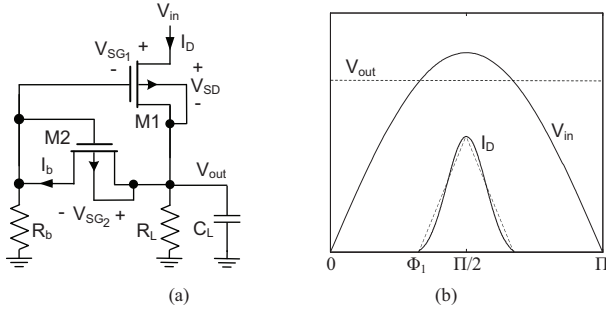 V_in
I_D
V_SG1
+
-
+
V_SD
-
M1
M2
I_b
V_out
- V_SG2 +
R_b
R_L
C_L
(a)
V_out
V_in
I_D
0
Φ_1
Π/2
Π
(b)